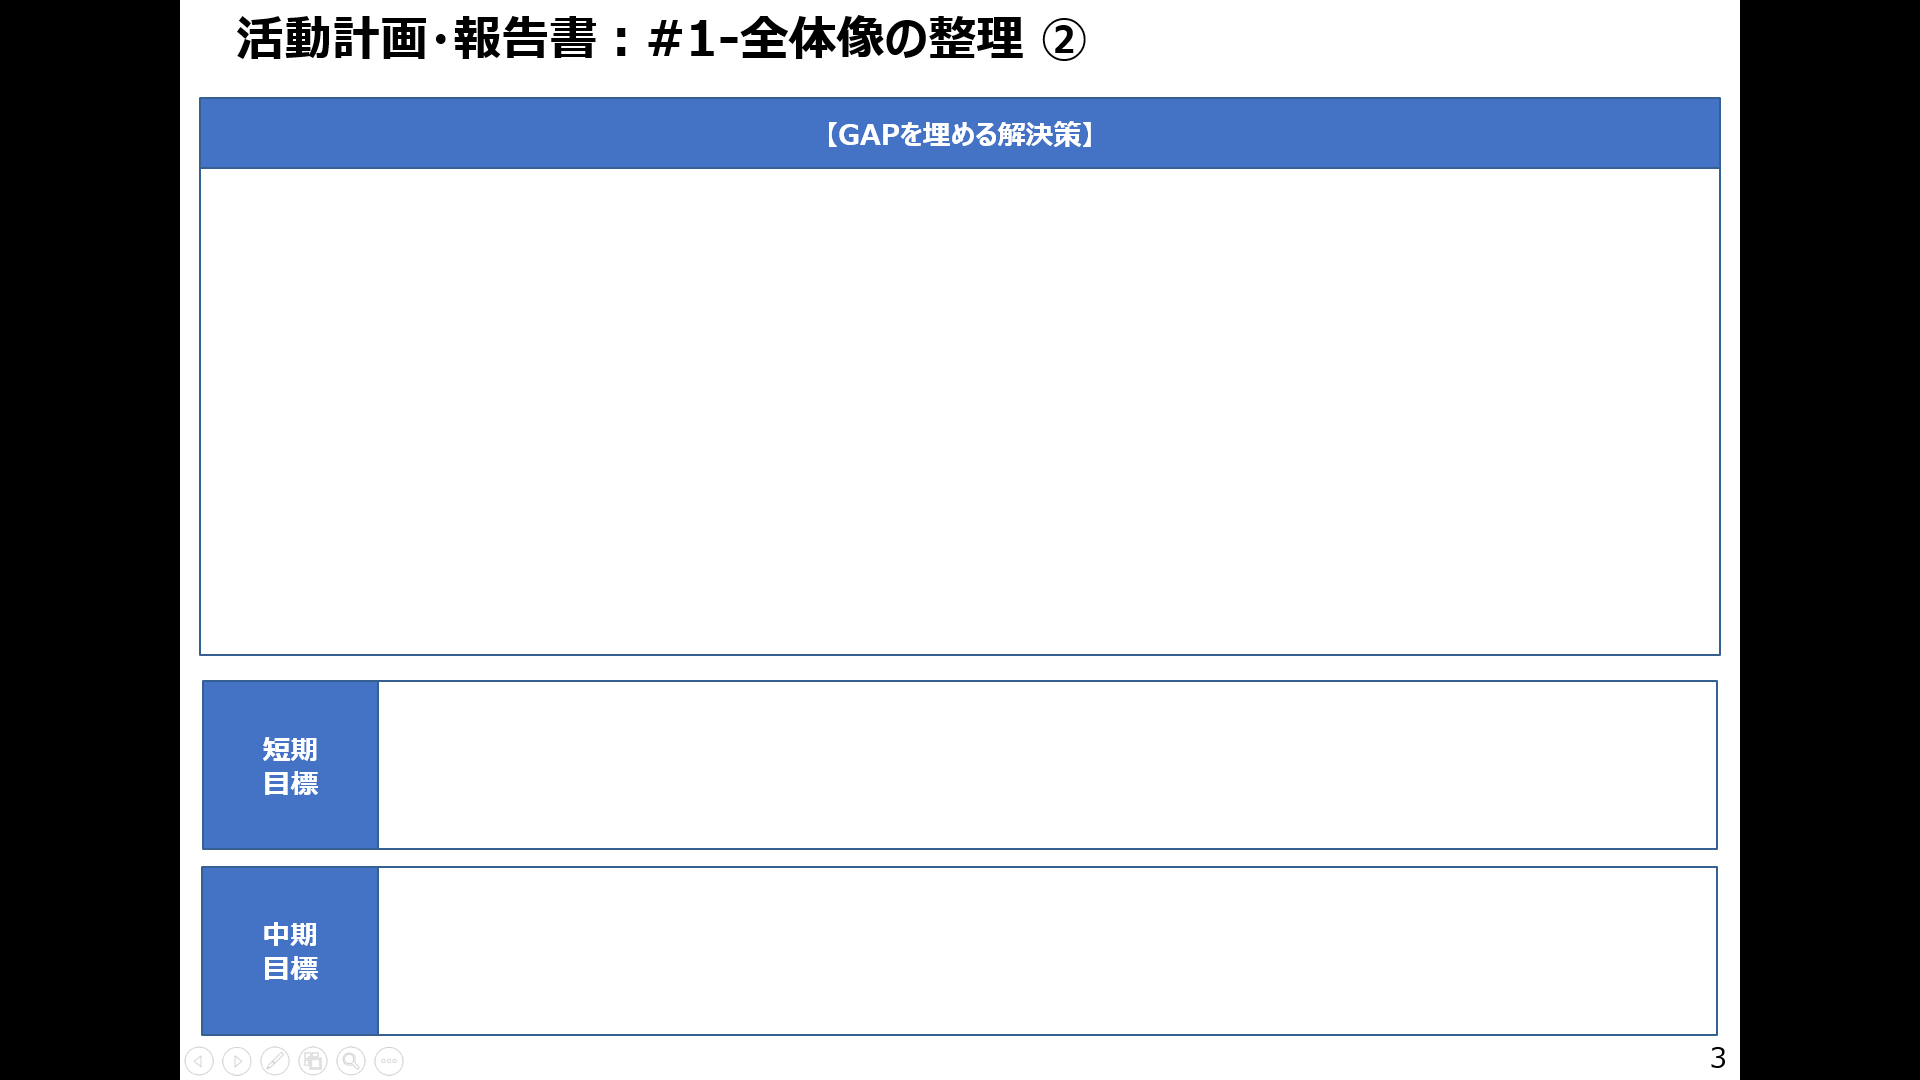 活動計画･報告書：#1-全体像の整理 ②
【GAPを埋める解決策】
短期
目標
中期
目標
3